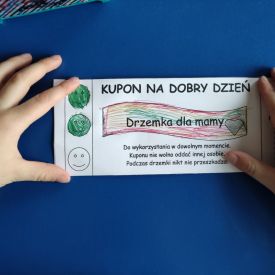 KUPON NA DOBRY DZIEŃ
Drzemka dla mamy
Do wykorzystania w dowolnym momencie.
Kuponu nie wolno oddać innej osobie.
Podczas drzemki nikt nie przeszkadza!